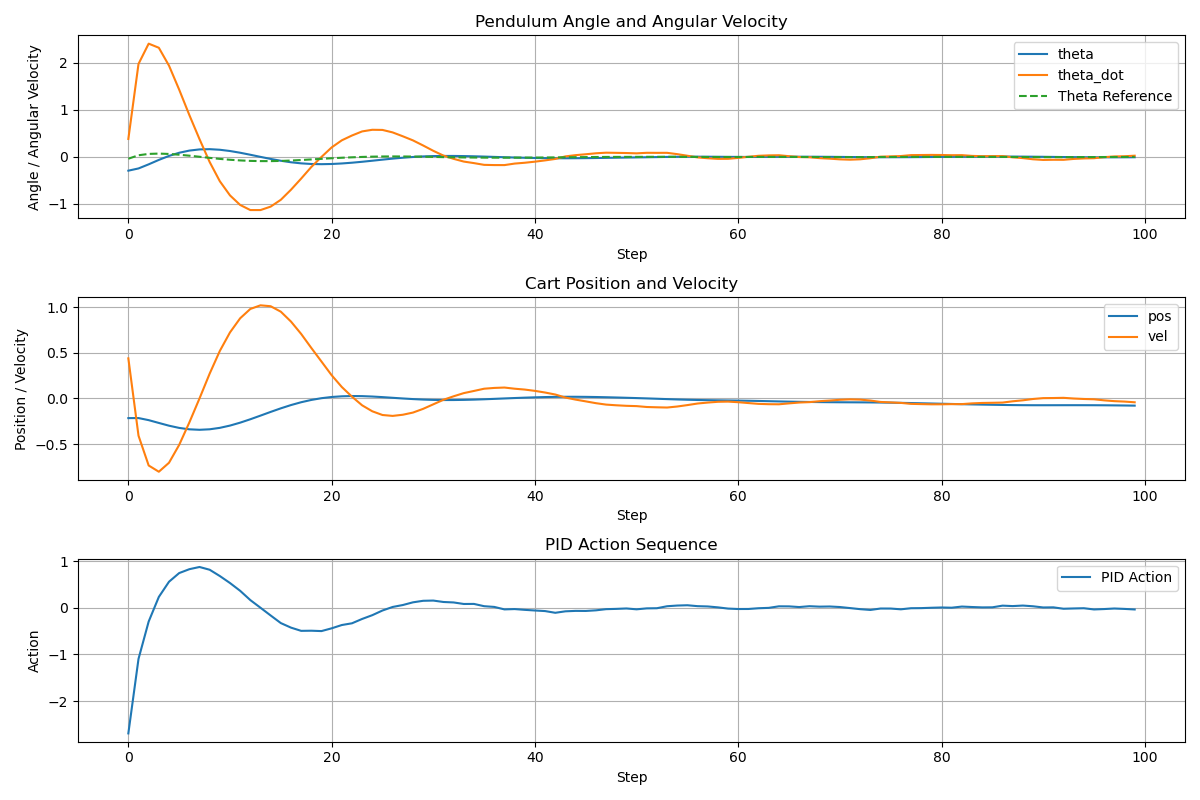 Pendulum Angle and Angular Velocity
Angle / Angular Velocity
2
1
0
−1
theta
theta_dot
Theta Reference
0 20 40 60 80 100
Step
Cart Position and Velocity
Position / Velocity
1.0
0.5
0.0
−0.5
pos
vel
0 20 40 60 80 100
Step
PID Action Sequence
Action
1
0
−1
−2
PID Action
0 20 40 60 80 100
Step